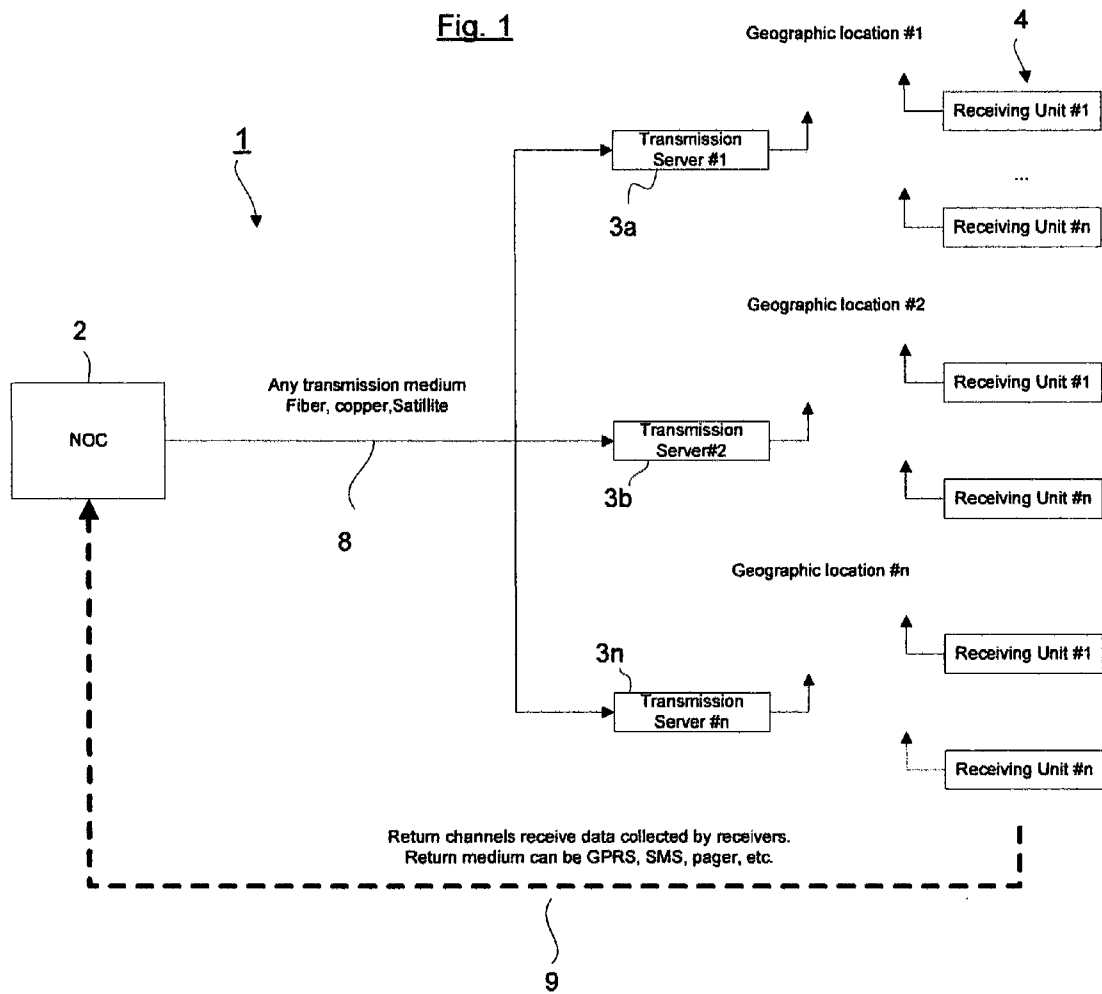 Fig. 1
Geographic location #1
4
Receiving Unit #1
1
Transmission
Server #1
...
3a
Receiving Unit #n
Geographic location #2
2
Receiving Unit #1
Any transmission medium
Fiber, copper,Satillite
NOC
Transmission
Server#2
3b
Receiving Unit #n
8
Geographic location #n
Receiving Unit #1
3n
Transmission
Server #n
Receiving Unit #n
Return channels receive data collected by receivers.
Return medium can be GPRS, SMS, pager, etc.
9